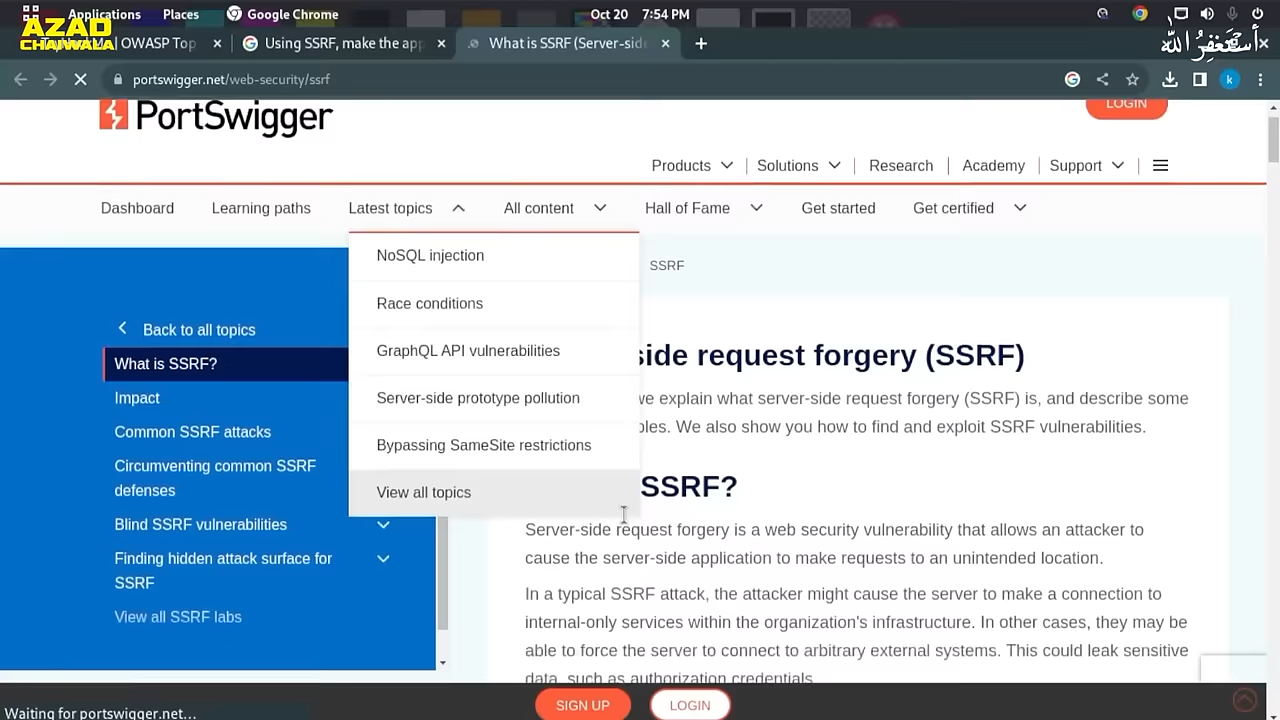 Applications Places Google Chrome Oct 20 7:54 PM
AZAD
CHAIWALA
أستغفر الله
OWASP Top × Using SSRF, make the app × What is SSRF (Server-side × +
portswigger.net/web-security/ssrf k
PortSwigger LOGIN
Products Solutions Research Academy Support
Dashboard Learning paths Latest topics All content Hall of Fame Get started Get certified
NoSQL injection
Race conditions
GraphQL API vulnerabilities
Server-side prototype pollution
Bypassing SameSite restrictions
View all topics
SSRF
Back to all topics
What is SSRF?
Impact
Common SSRF attacks
Circumventing common SSRF
defenses
Blind SSRF vulnerabilities
Finding hidden attack surface for
SSRF
View all SSRF labs
side request forgery (SSRF)
we explain what server-side request forgery (SSRF) is, and describe some
ples. We also show you how to find and exploit SSRF vulnerabilities.
SSRF?
Server-side request forgery is a web security vulnerability that allows an attacker to
cause the server-side application to make requests to an unintended location.
In a typical SSRF attack, the attacker might cause the server to make a connection to
internal-only services within the organization's infrastructure. In other cases, they may be
able to force the server to connect to arbitrary external systems. This could leak sensitive
data, such as authorization credentials.
SIGN UP LOGIN
Waiting for portswigger.net...